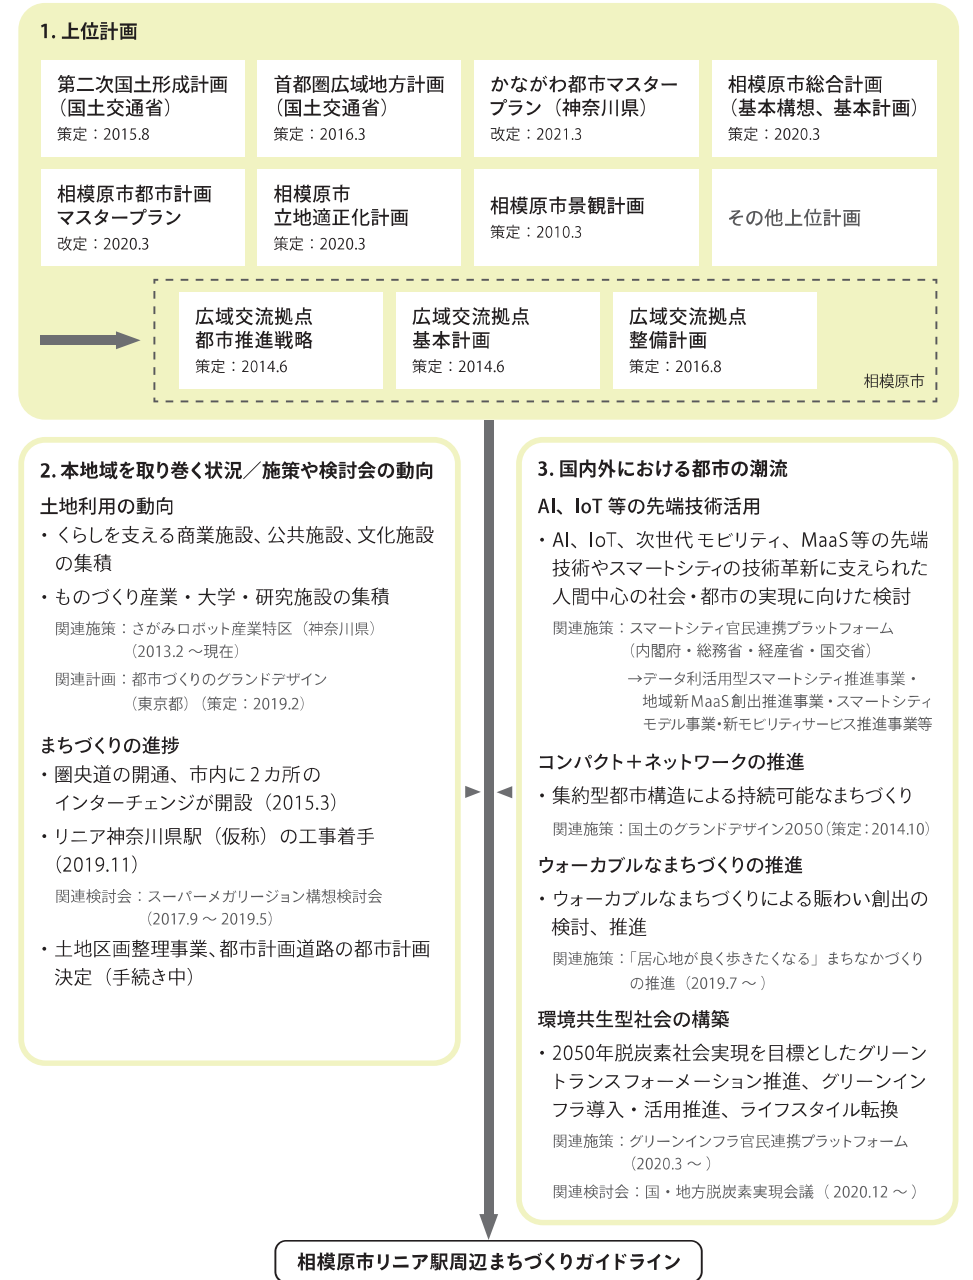 1. 上位計画
第二次国土形成計画
（国土交通省）
策定：2015.8
首都圏広域地方計画
（国土交通省）
策定：2016.3
かながわ都市マスター
プラン（神奈川県）
改定：2021.3
相模原市総合計画
（基本構想、基本計画）
策定：2020.3
相模原市都市計画
マスタープラン
改定：2020.3
相模原市
立地適正化計画
策定：2020.3
相模原市景観計画
策定：2010.3
その他上位計画
広域交流拠点
都市推進戦略
策定：2014.6
広域交流拠点
基本計画
策定：2014.6
広域交流拠点
整備計画
策定：2016.8
相模原市
2. 本地域を取り巻く状況／施策や検討会の動向
土地利用の動向
・くらしを支える商業施設、公共施設、文化施設
の集積
・ものづくり産業・大学・研究施設の集積
関連施策：さがみロボット産業特区（神奈川県）
（2013.2 〜現在）
関連計画：都市づくりのグランドデザイン
（東京都）（策定：2019.2）
まちづくりの進捗
・圏央道の開通、市内に 2 カ所の
インターチェンジが開設（2015.3）
・リニア神奈川県駅（仮称）の工事着手
（2019.11）
関連検討会：スーパーメガリージョン構想検討会
（2017.9 〜 2019.5）
・土地区画整理事業、都市計画道路の都市計画
決定（手続き中）
3. 国内外における都市の潮流
AI、IoT 等の先端技術活用
・AI、IoT、次世代モビリティ、MaaS等の先端
技術やスマートシティの技術革新に支えられた
人間中心の社会・都市の実現に向けた検討
関連施策：スマートシティ官民連携プラットフォーム
（内閣府・総務省・経産省・国交省）
→データ利活用型スマートシティ推進事業・
地域新MaaS創出推進事業・スマートシティ
モデル事業・新モビリティサービス推進事業等
コンパクト＋ネットワークの推進
・集約型都市構造による持続可能なまちづくり
関連施策：国土のグランドデザイン2050（策定：2014.10）
ウォーカブルなまちづくりの推進
・ウォーカブルなまちづくりによる賑わい創出の
検討、推進
関連施策：「居心地が良く歩きたくなる」まちなかづくり
の推進（2019.7 〜 ）
環境共生型社会の構築
・2050年脱炭素社会実現を目標としたグリーン
トランスフォーメーション推進、グリーンイン
フラ導入・活用推進、ライフスタイル転換
関連施策：グリーンインフラ官民連携プラットフォーム
（2020.3 〜 ）
関連検討会：国・地方脱炭素実現会議（ 2020.12 〜 ）
相模原市リニア駅周辺まちづくりガイドライン